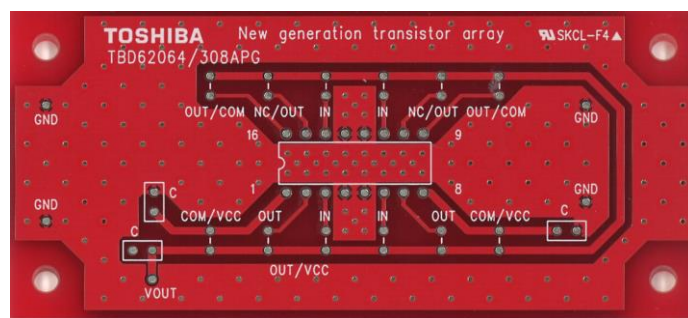 TOSHIBA New generation transistor array SKCL-F4
TBD62064/308APG
OUT/COM NC/OUT IN IN NC/OUT OUT/COM
GND GND
16 9
1 8
GND GND
C COM/VCC OUT IN IN OUT COM/VCC C
C
OUT/VCC
VOUT